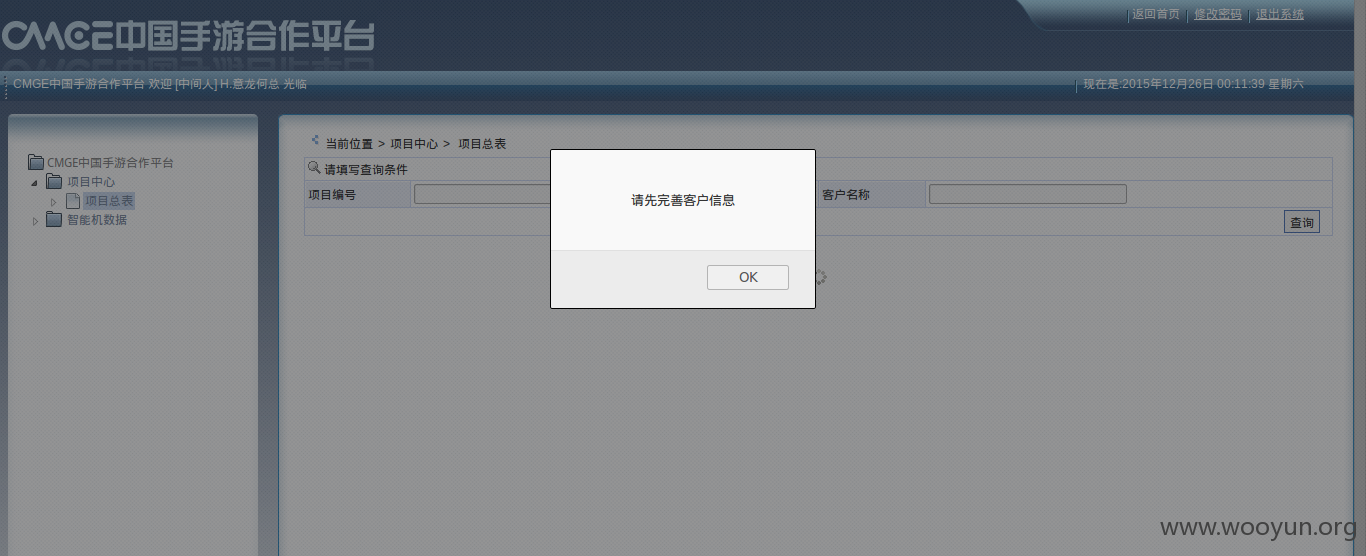 返回首页 修改密码 退出系统
CMGE中国手游合作平台
CMGE中国手游合作平台 欢迎 [中间人] H.意龙何总 光临
现在是:2015年12月26日 00:11:39 星期六
CMGE中国手游合作平台
项目中心
项目总表
智能机数据
当前位置 > 项目中心 > 项目总表
请填写查询条件
项目编号
客户名称
查询
请先完善客户信息
OK
www.wooyun.org